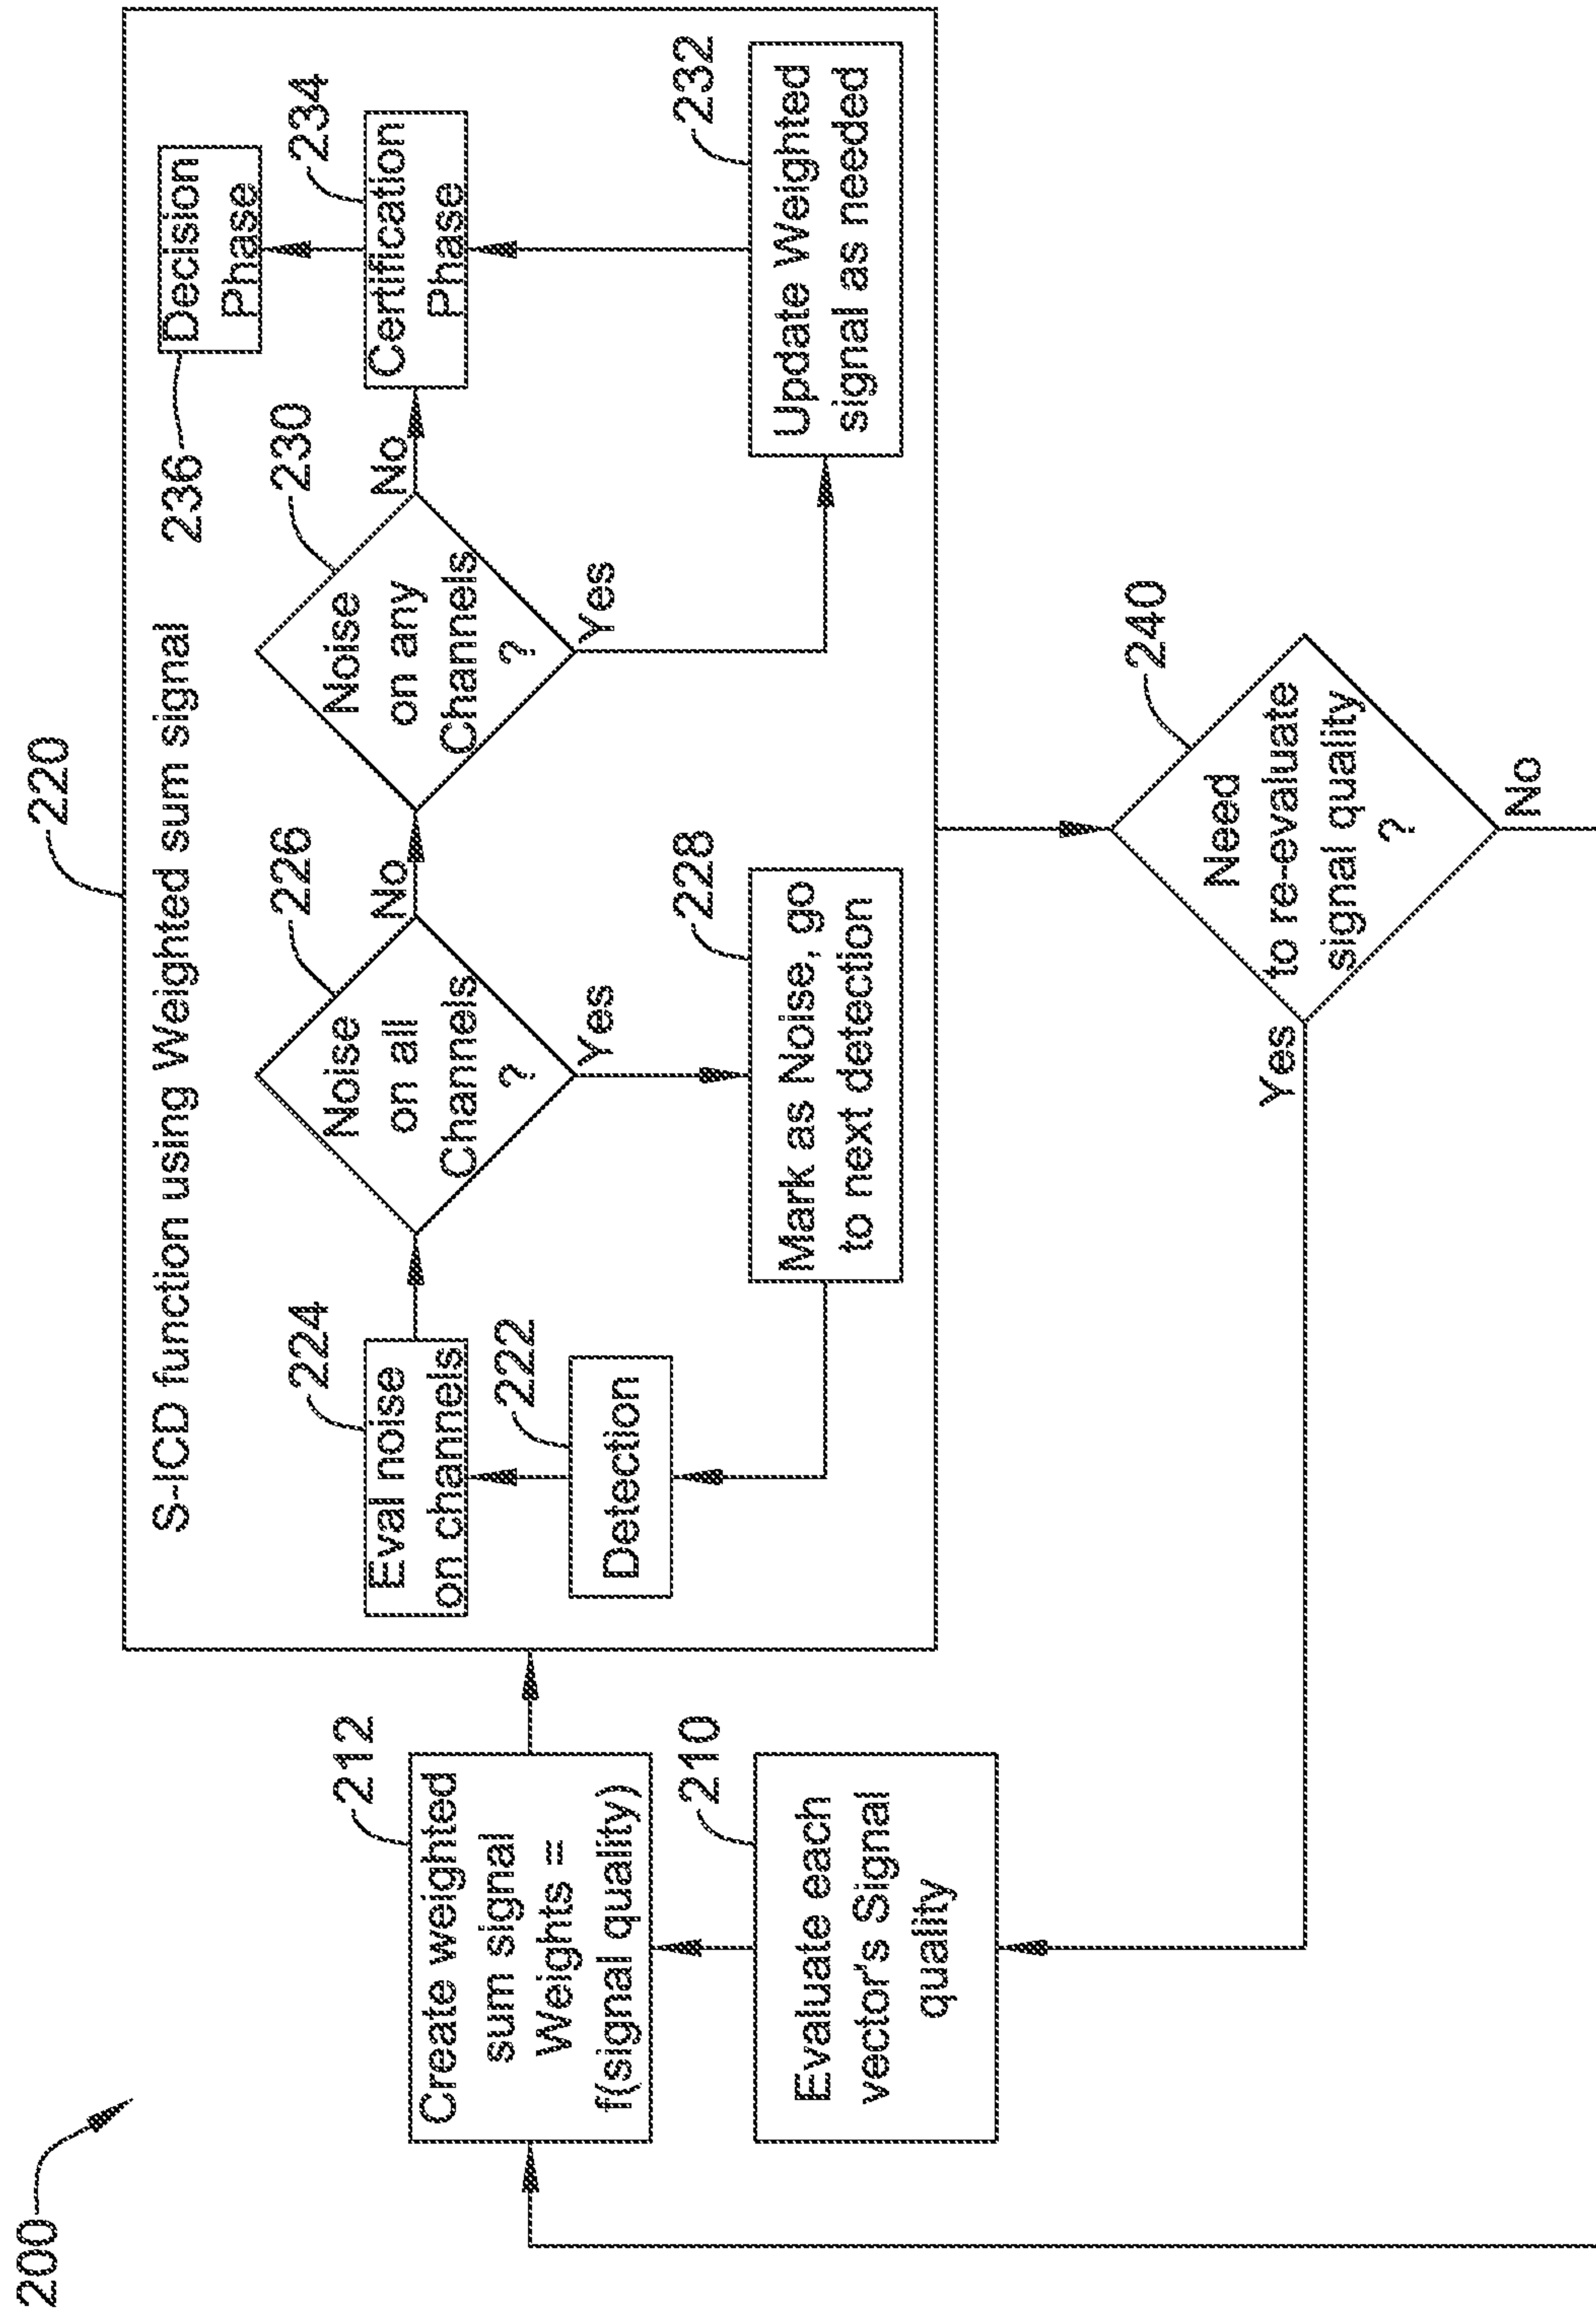 200
220
S-ICD function using Weighted sum signal
236
Decision
Phase
224
Eval noise
on channels
226
Noise
on all
Channels
?
No
Yes
230
Noise
on any
Channels
?
No
Yes
234
Certification
Phase
222
Detection
228
Mark as Noise, go
to next detection
232
Update Weighted
signal as needed
212
Create weighted
sum signal
Weights =
f(signal quality)
210
Evaluate each
vector's Signal
quality
240
Need
to re-evaluate
signal quality
?
Yes
No